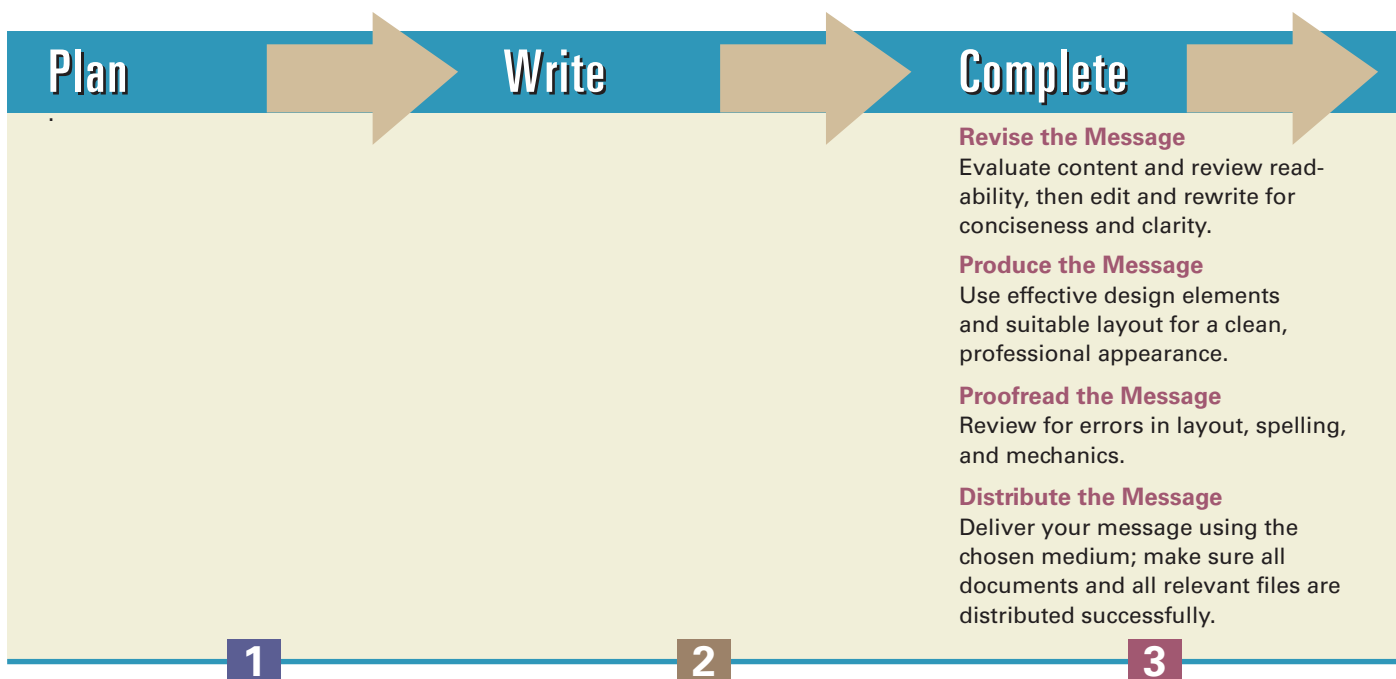 Plan
Write
Complete
.
Revise the Message
Evaluate content and review read-
ability, then edit and rewrite for
conciseness and clarity.
Produce the Message
Use effective design elements
and suitable layout for a clean,
professional appearance.
Proofread the Message
Review for errors in layout, spelling,
and mechanics.
Distribute the Message
Deliver your message using the
chosen medium; make sure all
documents and all relevant files are
distributed successfully.
1
2
3